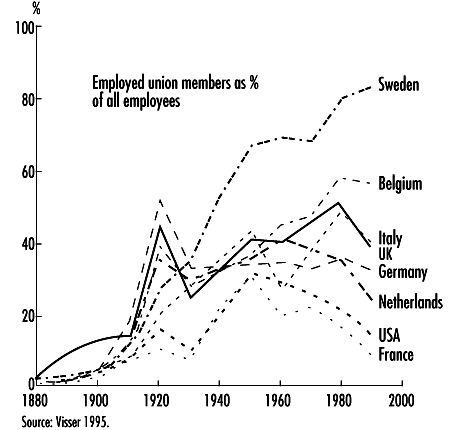 %
100
Employed union members as %
of all employees
80
60
40
20
0
Sweden
Belgium
Italy
UK
Germany
Netherlands
USA
France
1880 1900 1920 1940 1960 1980 2000
Source: Visser 1995.